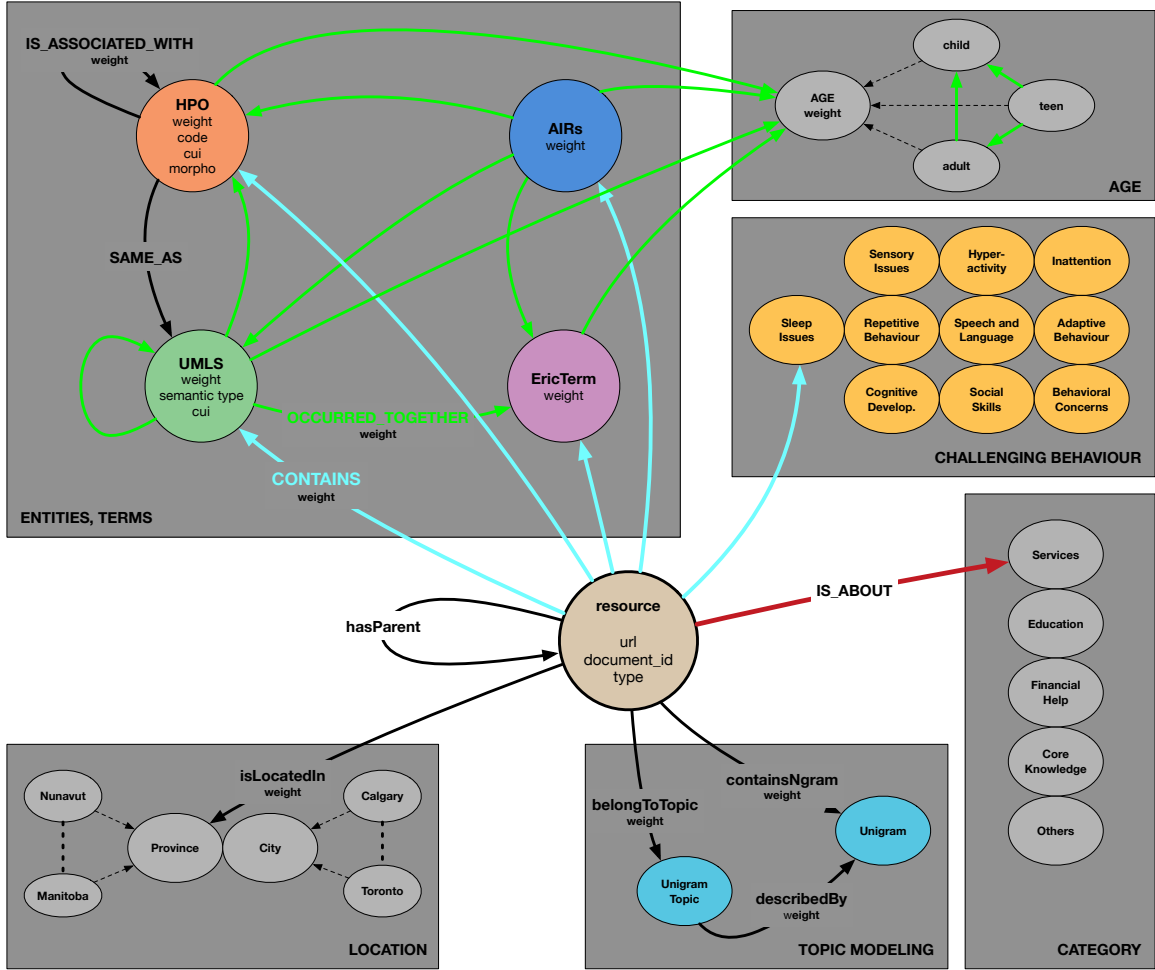 IS_ASSOCIATED_WITH
weight
HPO
weight
code
cui
morpho
AIRs
weight
SAME_AS
UMLS
weight
semantic type
cui
EricTerm
weight
OCCURRED_TOGETHER
weight
CONTAINS
weight
ENTITIES, TERMS
AGE
weight
child
teen
adult
AGE
Sensory
Issues
Hyper-
activity
Inattention
Sleep
Issues
Repetitive
Behaviour
Speech and
Language
Adaptive
Behaviour
Cognitive
Develop.
Social
Skills
Behavioral
Concerns
CHALLENGING BEHAVIOUR
resource
url
document_id
type
hasParent
IS_ABOUT
Services
Education
Financial
Help
Core
Knowledge
Others
CATEGORY
isLocatedIn
weight
Nunavut
Calgary
Province
City
Manitoba
Toronto
LOCATION
containsNgram
weight
belongToTopic
weight
Unigram
Unigram
Topic
describedBy
weight
TOPIC MODELING